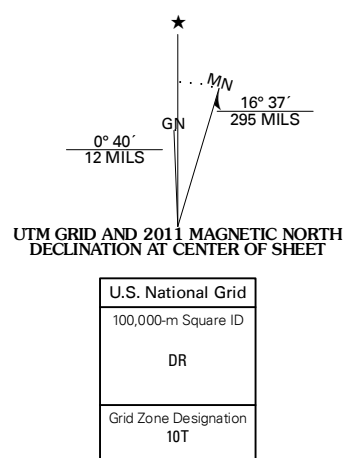 ★
MN
16° 37´
295 MILS
GN
0° 40´
12 MILS
UTM GRID AND 2011 MAGNETIC NORTH
DECLINATION AT CENTER OF SHEET
U.S. National Grid
100,000-m Square ID
DR
Grid Zone Designation
10T